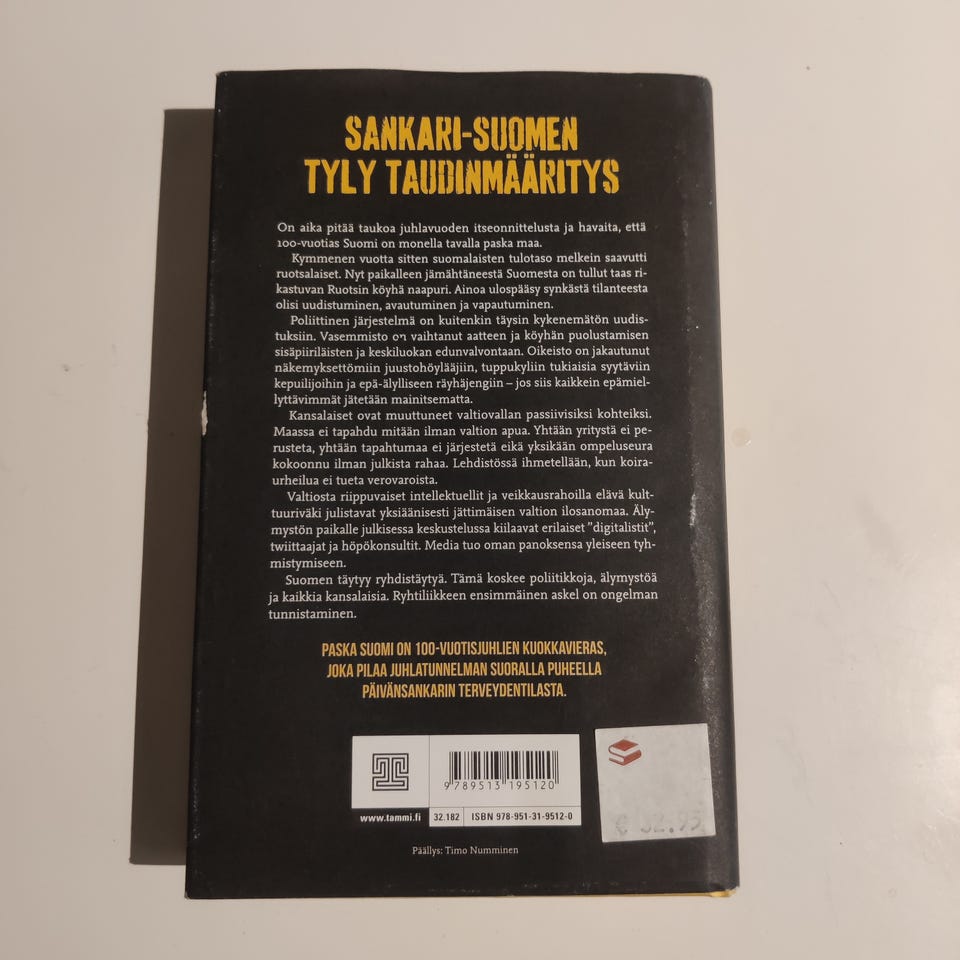 SANKARI-SUOMEN
TYLY TAUDINMÄÄRITYS
On aika pitää taukoa juhlavuoden itseonnittelusta ja havaita, että
100-vuotias Suomi on monella tavalla paska maa.
Kymmenen vuotta sitten suomalaisten tulotaso melkein saavutti
ruotsalaiset. Nyt paikalleen jämähtäneestä Suomesta on tullut taas ri-
kastuvan Ruotsin köyhä naapuri. Ainoa ulospääsy synkästä tilanteesta
olisi uudistuminen, avautuminen ja vapautuminen.
Poliittinen järjestelmä on kuitenkin täysin kykenemätön uudis-
tuksiin. Vasemmisto on vaihtanut aatteen ja köyhän puolustamisen
sisäpiiriläisten ja keskiluokan edunvalvontaan. Oikeisto on jakautunut
näkemyksettömiin juustohöylääjiin, tuppukyliin tukiaisia syytäviin
kepuilijoihin ja epä-älylliseen räyhäjengiin – jos siis kaikkein epämiel-
lyttävimmät jätetään mainitsematta.
Kansalaiset ovat muuttuneet valtiovallan passiivisiksi kohteiksi.
Maassa ei tapahdu mitään ilman valtion apua. Yhtään yritystä ei pe-
rusteta, yhtään tapahtumaa ei järjestetä eikä yksikään ompeluseura
kokoonnu ilman julkista rahaa. Lehdistössä ihmetellään, kun koira-
urheilua ei tueta verovaroista.
Valtiosta riippuvaiset intellektuellit ja veikkausrahoilla elävä kult-
tuuriväki julistavat yksiäänisesti jättimäisen valtion ilosanomaa. Äly-
mystön paikalle julkisessa keskustelussa kiilaavat erilaiset "digitalistit",
twiittaajat ja höpökonsultit. Media tuo oman panoksensa yleiseen tyh-
mistymiseen.
Suomen täytyy ryhdistäytyä. Tämä koskee poliitikkoja, älymystöä
ja kaikkia kansalaisia. Ryhtiliikkeen ensimmäinen askel on ongelman
tunnistaminen.
PASKA SUOMI ON 100-VUOTISJUHLIEN KUOKKAVIERAS,
JOKA PILAA JUHLATUNNELMAN SUORALLA PUHEELLA
PÄIVÄNSANKARIN TERVEYDENTILASTA.
9 789513 195120
www.tammi.fi
32.182
ISBN 978-951-31-9512-0
€ 32.95
Päällys: Timo Numminen